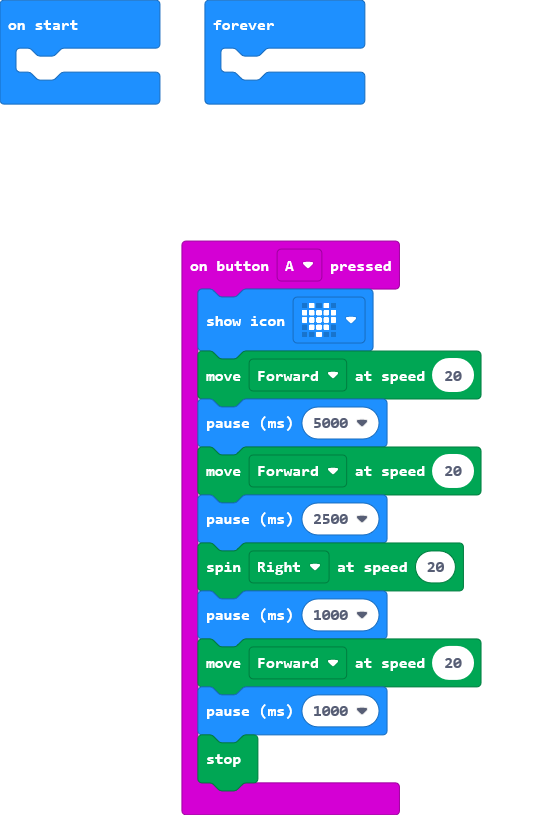 on start
forever
on button A pressed
show icon
move Forward at speed 20
pause (ms) 5000
move Forward at speed 20
pause (ms) 2500
spin Right at speed 20
pause (ms) 1000
move Forward at speed 20
pause (ms) 1000
stop